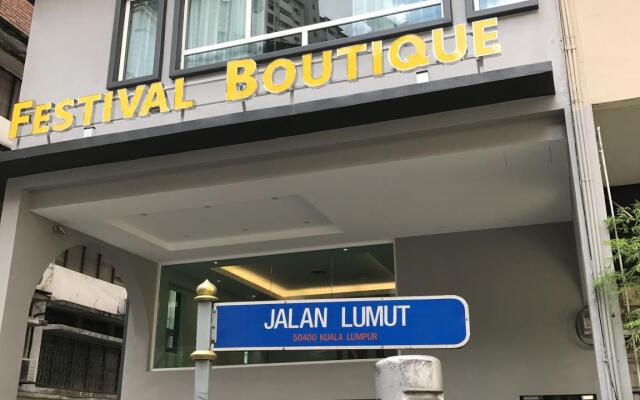 FESTIVAL BOUTIQUE
JALAN LUMUT
50400 KUALA LUMPUR